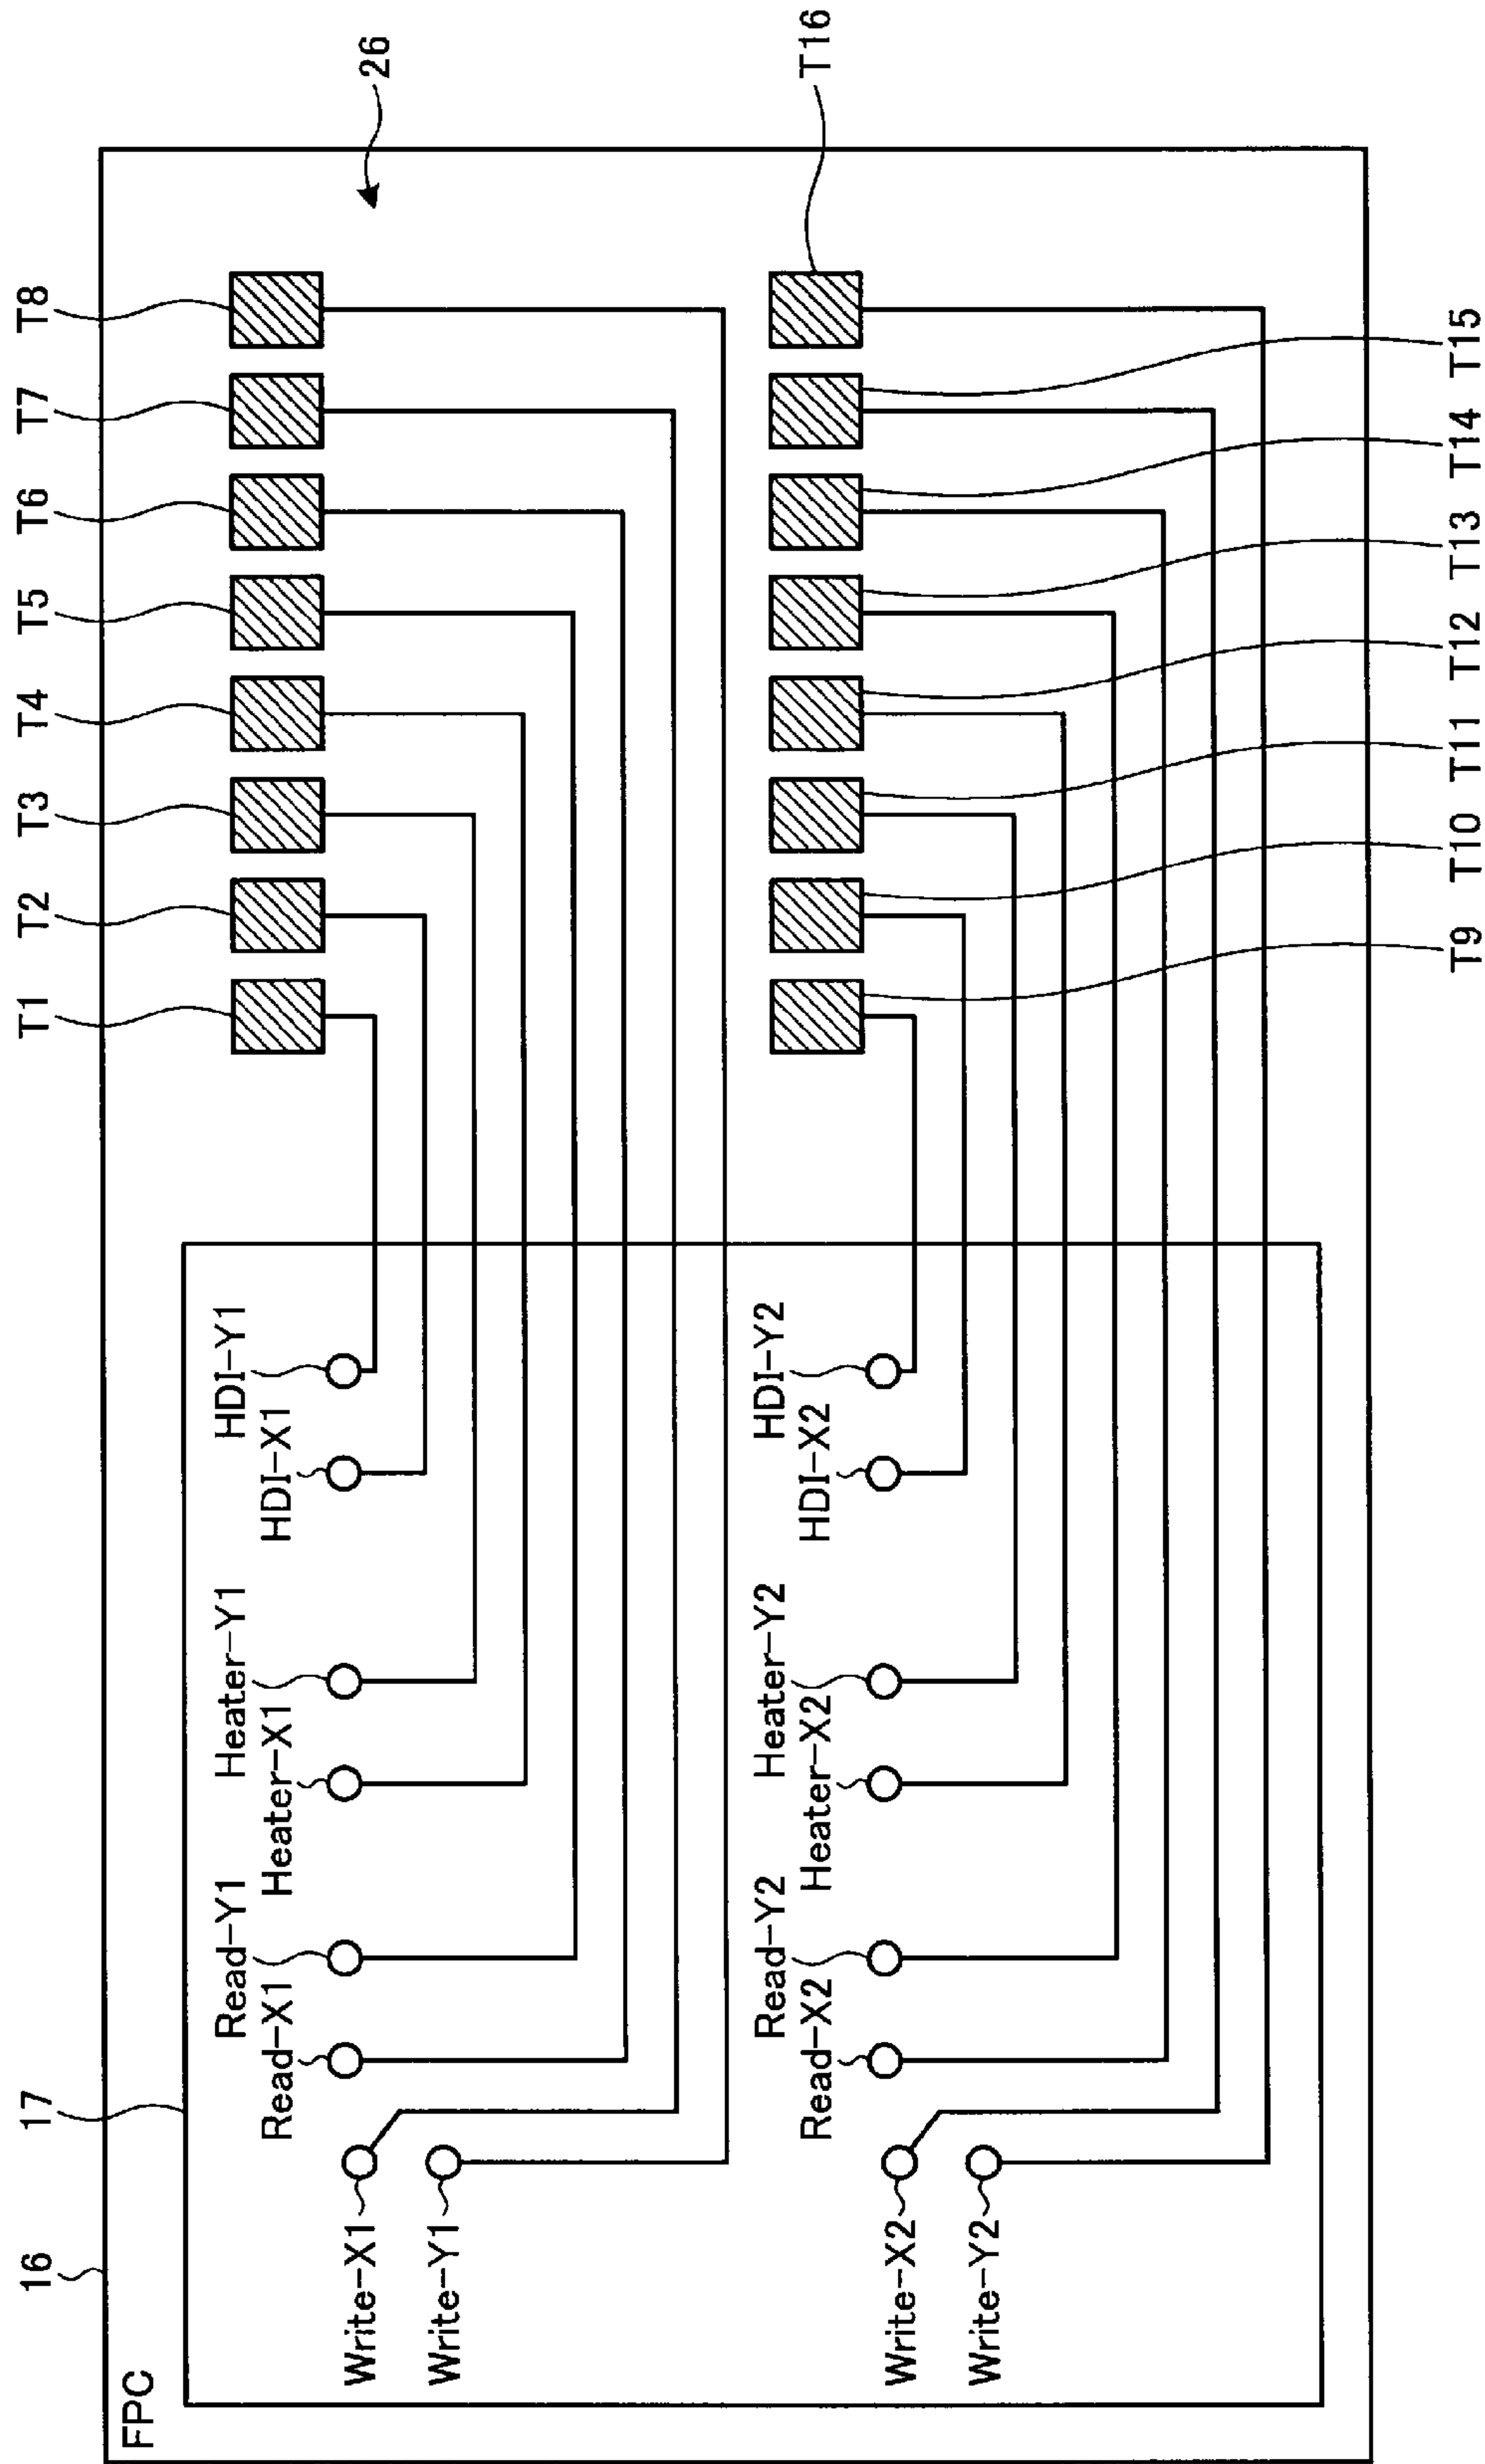 FPC
16
17
26
T1
T2
T3
T4
T5
T6
T7
T8
Write–X1
Write–Y1
Read–Y1
Read–X1
Heater–Y1
Heater–X1
HDI–Y1
HDI–X1
T16
Write–X2
Write–Y2
Read–Y2
Read–X2
Heater–Y2
Heater–X2
HDI–Y2
HDI–X2
T9
T10
T11
T12
T13
T14
T15